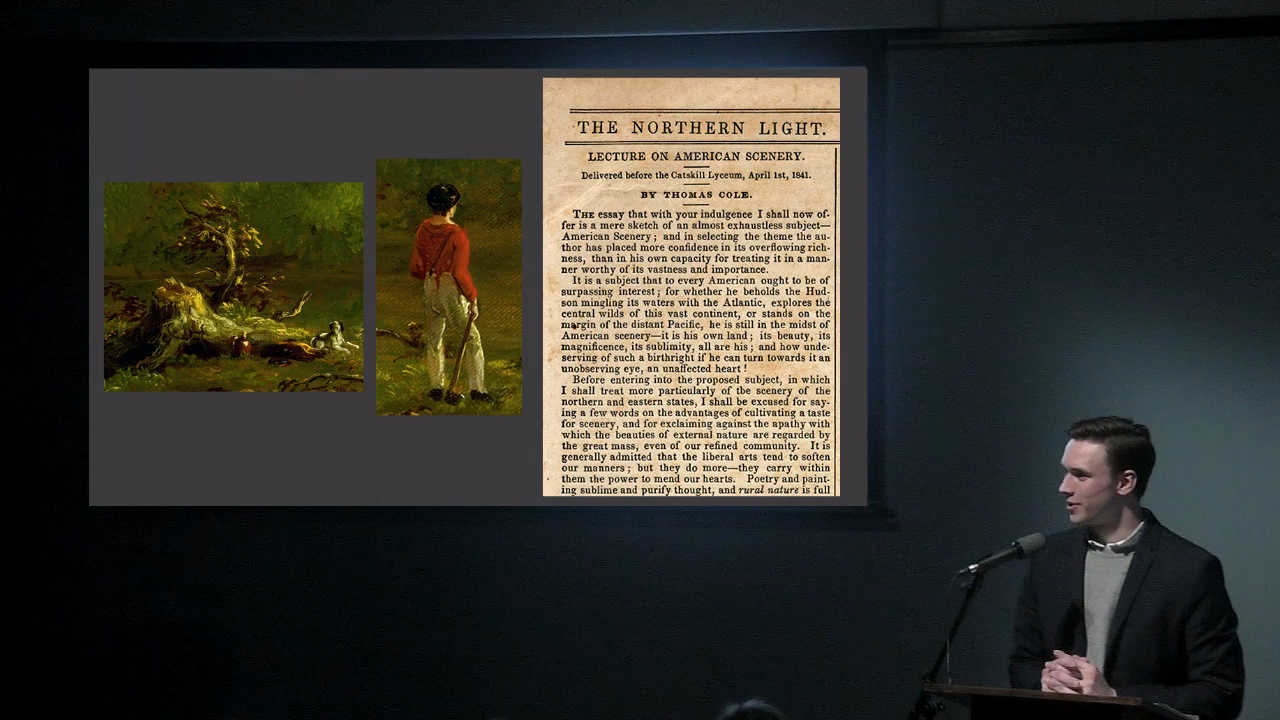 THE NORTHERN LIGHT.
LECTURE ON AMERICAN SCENERY.
Delivered before the Catskill Lyceum, April 1st, 1841.
BY THOMAS COLE.
THE essay that with your indulgence I shall now of-
fer is a mere sketch of an almost exhaustless subject—
American Scenery ; and in selecting the theme the au-
thor has placed more confidence in its overflowing rich-
ness, than in his own capacity for treating it in a man-
ner worthy of its vastness and importance.
It is a subject that to every American ought to be of
surpassing interest ; for whether he beholds the Hud-
son mingling its waters with the Atlantic, explores the
central wilds of this vast continent, or stands on the
margin of the distant Pacific, he is still in the midst of
American scenery—it is his own land ; its beauty, its
magnificence, its sublimity, all are his ; and how unde-
serving of such a birthright if he can turn towards it an
unobserving eye, an unaffected heart !
Before entering into the proposed subject, in which
I shall treat more particularly of the scenery of the
northern and eastern states, I shall be excused for say-
ing a few words on the advantages of cultivating a taste
for scenery, and for exclaiming against the apathy with
which the beauties of external nature are regarded by
the great mass, even of our refined community. It is
generally admitted that the liberal arts tend to soften
our manners ; but they do more—they carry within
them the power to mend our hearts. Poetry and paint-
ing sublime and purify thought, and rural nature is full